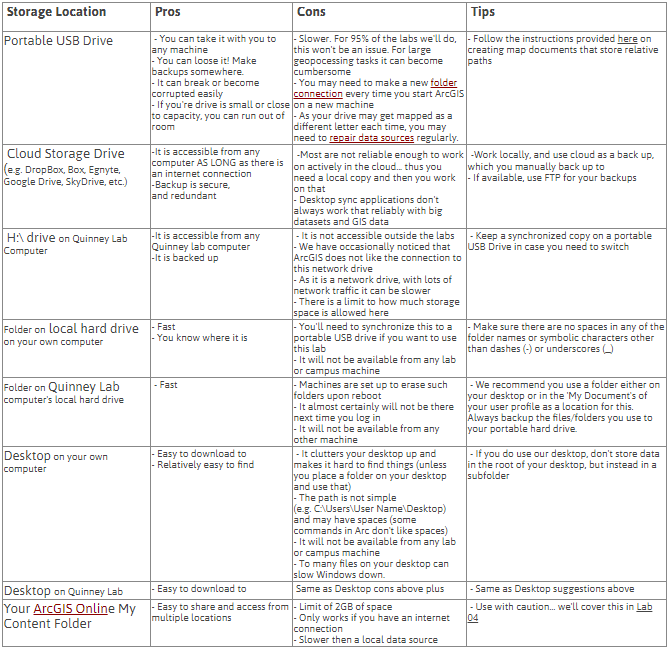 Storage Location
Pros
Cons
Tips
Portable USB Drive
- You can take it with you to
any machine
- You can loose it! Make
backups somewhere.
- It can break or become
corrupted easily
- If you're drive is small or close
to capacity, you can run out of
room
- Slower. For 95% of the labs we'll do,
this won't be an issue. For large
geopocessing tasks it can become
cumbersome
- You may need to make a new folder
connection every time you start ArcGIS
on a new machine
- As your drive may get mapped as a
different letter each time, you may
need to repair data sources regularly.
- Follow the instructions provided here on
creating map documents that store relative
paths
Cloud Storage Drive
(e.g. DropBox, Box, Egnyte,
Google Drive, SkyDrive, etc.)
-It is accessible from any
computer AS LONG as there is
an internet connection
-Backup is secure,
and redundant
-Most are not reliable enough to work
on actively in the cloud... thus you
need a local copy and then you work
on that
- Desktop sync applications don't
always work that reliably with big
datasets and GIS data
-Work locally, and use cloud as a back up,
which you manually back up to
- If available, use FTP for your backups
H:\ drive on Quinney Lab
Computer
-It is accessible from any
Quinney lab computer
-It is backed up
- It is not accessible outside the labs
- We have occasionally noticed that
ArcGIS does not like the connection to
this network drive
- As it is a network drive, with lots of
network traffic it can be slower
- There is a limit to how much storage
space is allowed here
- Keep a synchronized copy on a portable
USB Drive in case you need to switch
Folder on local hard drive
on your own computer
- Fast
- You know where it is
- You'll need to synchronize this to a
portable USB drive if you want to use
this lab
- It will not be available from any lab
or campus machine
- Make sure there are no spaces in any of the
folder names or symbolic characters other
than dashes (-) or underscores (_)
Folder on Quinney Lab
computer's local hard drive
- Fast
- Machines are set up to erase such
folders upon reboot
- It almost certainly will not be there
next time you log in
- It will not be available from any
other machine
- We recommend you use a folder either on
your desktop or in the 'My Document's of
your user profile as a location for this.
Always backup the files/folders you use to
your portable hard drive.
Desktop on your own
computer
- Easy to download to
- Relatively easy to find
- It clutters your desktop up and
makes it hard to find things (unless
you place a folder on your desktop
and use that)
- The path is not simple
(e.g. C:\Users\User Name\Desktop)
and may have spaces (some
commands in Arc don't like spaces)
- It will not be available from any lab
or campus machine
- To many files on your desktop can
slow Windows down.
- If you do use our desktop, don't store data
in the root of your desktop, but instead in a
subfolder
Desktop on Quinney Lab
- Easy to download to
Same as Desktop cons above plus
- Same as Desktop suggestions above
Your ArcGIS Online My
Content Folder
- Easy to share and access from
multiple locations
- Limit of 2GB of space
- Only works if you have an internet
connection
- Slower then a local data source
- Use with caution... we'll cover this in Lab
04